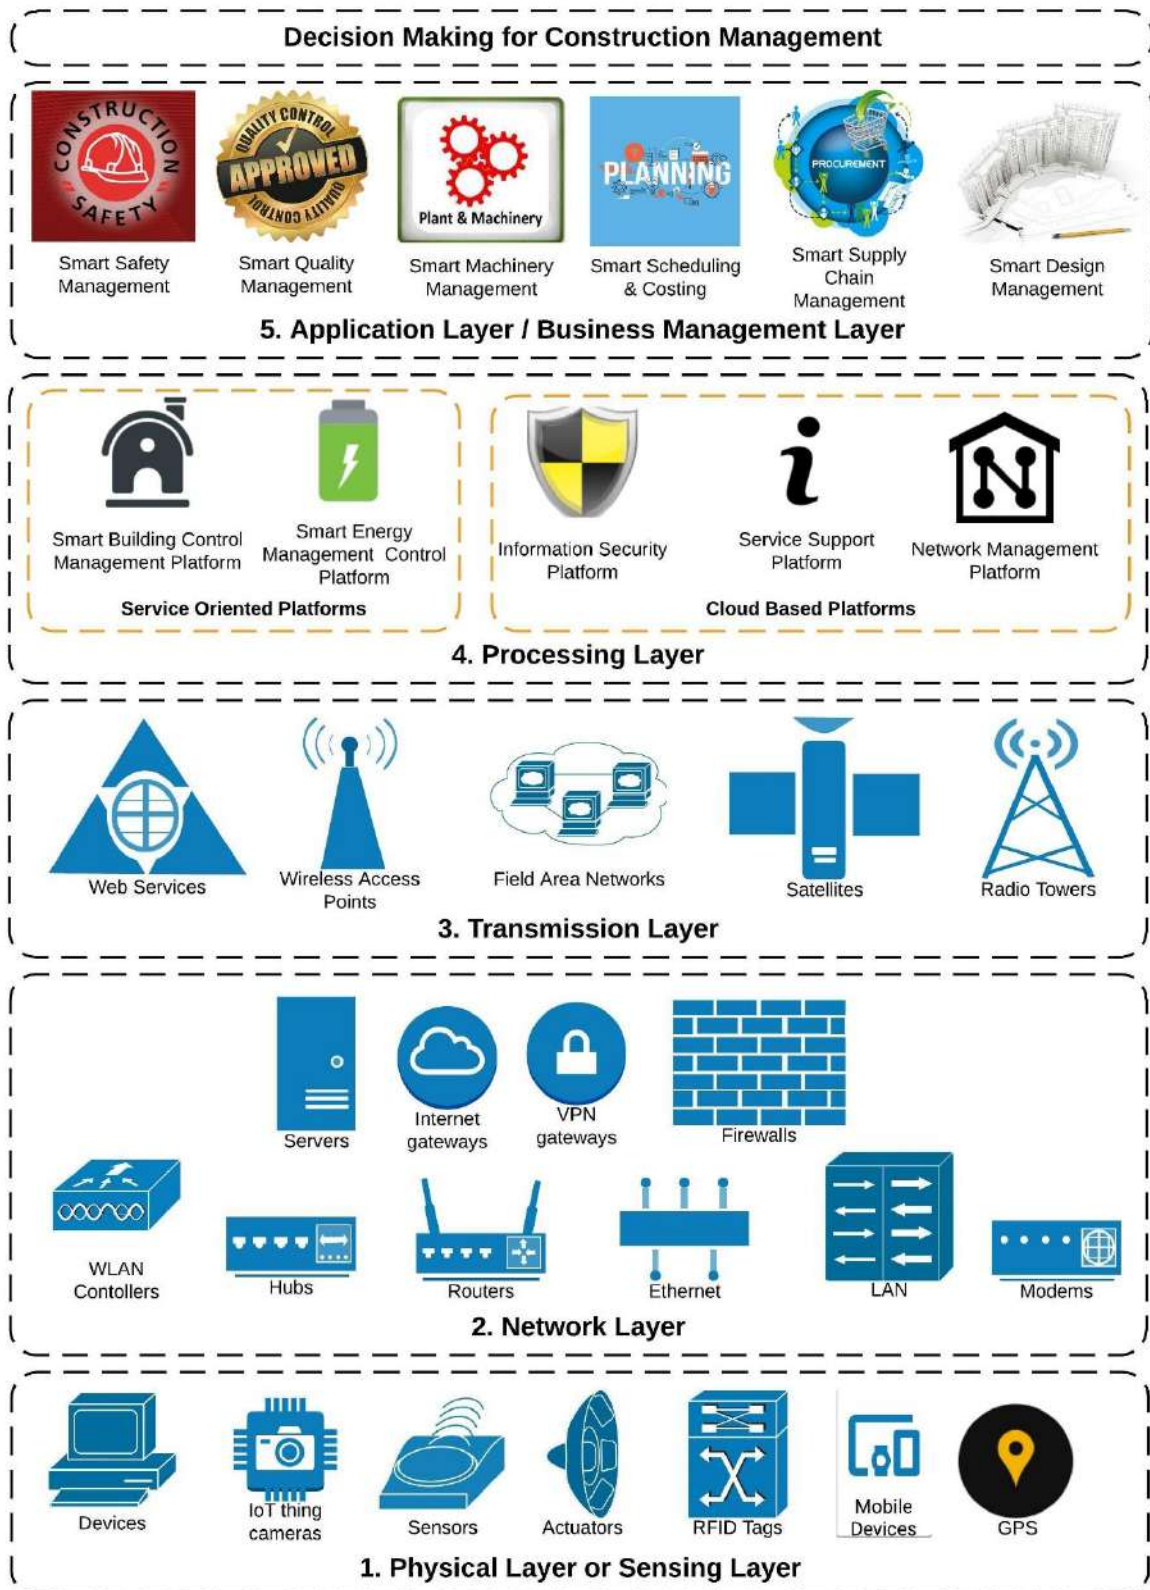 Decision Making for Construction Management
CONSTRUCTION
SAFETY
QUALITY CONTROL
APPROVED
QUALITY CONTROL
Plant & Machinery
PLANNING
PROCUREMENT
Smart Safety
Management
Smart Quality
Management
Smart Machinery
Management
Smart Scheduling
& Costing
Smart Supply
Chain
Management
Smart Design
Management
5. Application Layer / Business Management Layer
Smart Building Control
Management Platform
Smart Energy
Management Control
Platform
Service Oriented Platforms
Information Security
Platform
Service Support
Platform
Network Management
Platform
Cloud Based Platforms
4. Processing Layer
Web Services
Wireless Access
Points
Field Area Networks
Satellites
Radio Towers
3. Transmission Layer
Servers
Internet
gateways
VPN
gateways
Firewalls
WLAN
Contollers
Hubs
Routers
Ethernet
LAN
Modems
2. Network Layer
Devices
IoT thing
cameras
Sensors
Actuators
RFID Tags
Mobile
Devices
GPS
1. Physical Layer or Sensing Layer